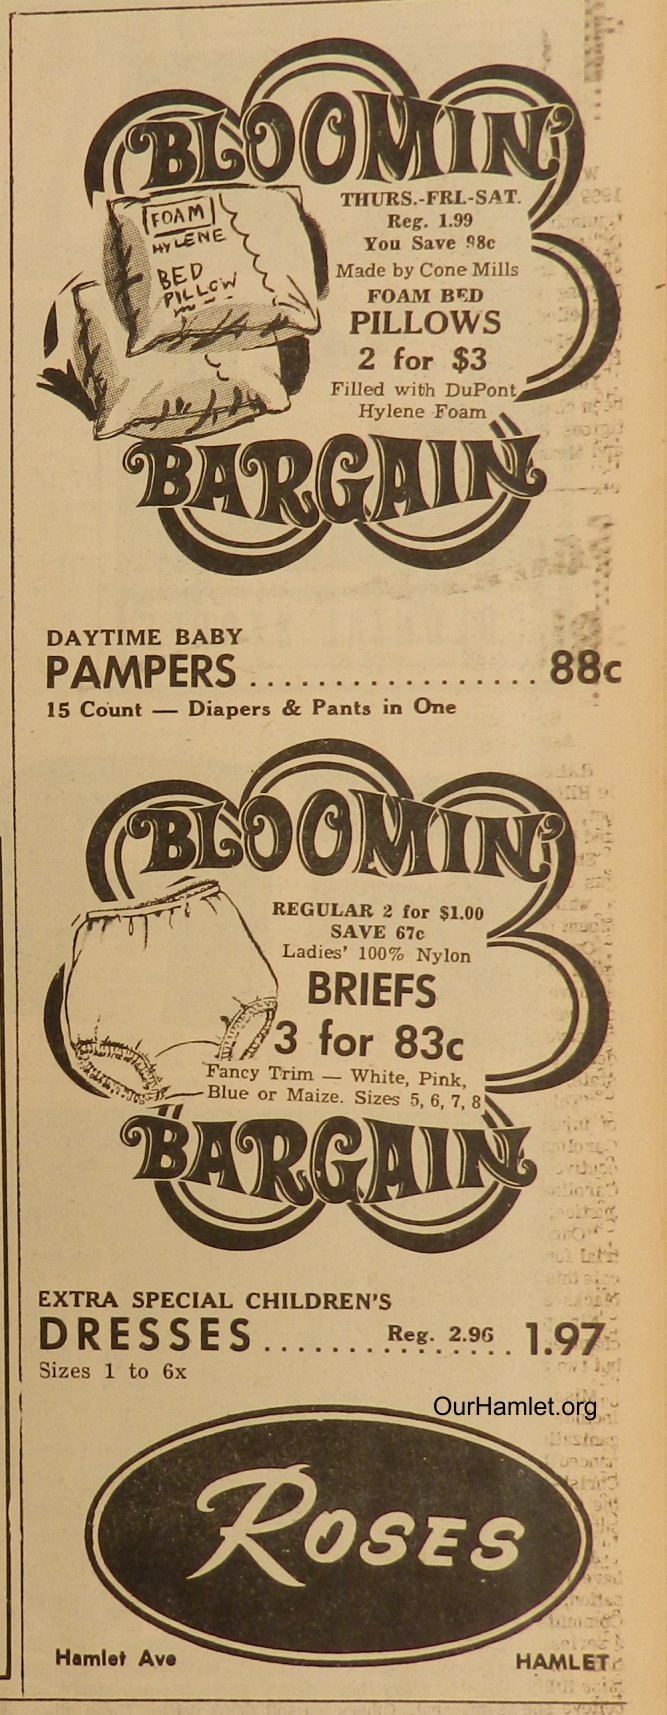 BLOOMIN'
THURS.-FRI.-SAT.
Reg. 1.99
You Save 98c
Made by Cone Mills
FOAM BED
PILLOWS
2 for $3
Filled with DuPont
Hylene Foam
FOAM
HYLENE
BED
PILLOW
BARGAIN
DAYTIME BABY
PAMPERS .................. 88c
15 Count — Diapers & Pants in One
BLOOMIN'
REGULAR 2 for $1.00
SAVE 67c
Ladies' 100% Nylon
BRIEFS
3 for 83c
Fancy Trim — White, Pink,
Blue or Maize. Sizes 5, 6, 7, 8
BARGAIN
EXTRA SPECIAL CHILDREN'S
DRESSES ................ Reg. 2.96 1.97
Sizes 1 to 6x
OurHamlet.org
ROSES
Hamlet Ave HAMLET